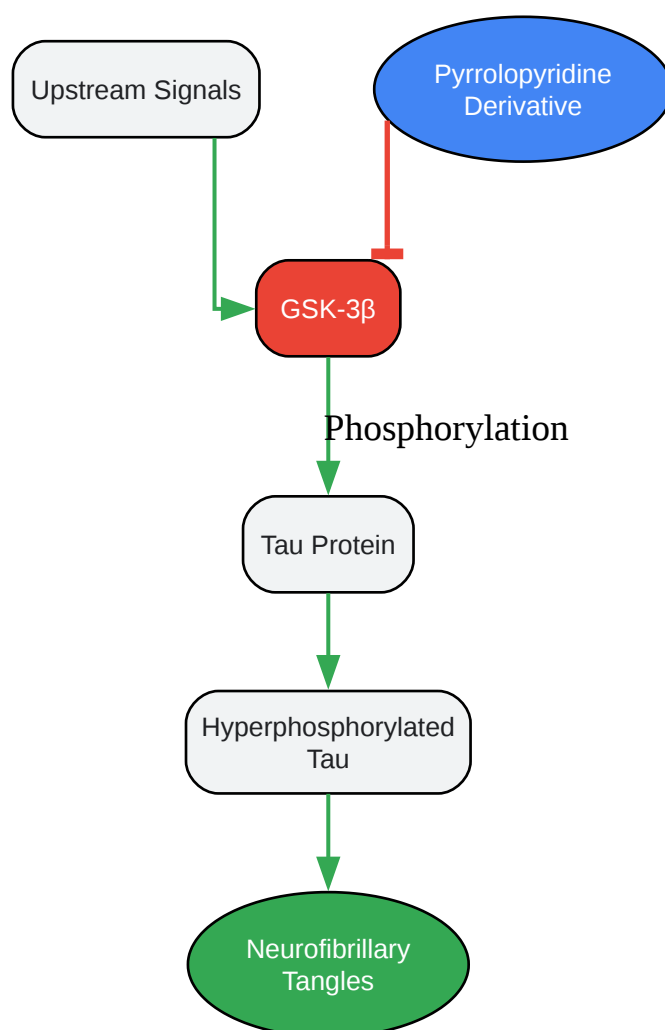 Upstream Signals
Pyrrolopyridine
Derivative
GSK-3β
Phosphorylation
Tau Protein
Hyperphosphorylated
Tau
Neurofibrillary
Tangles